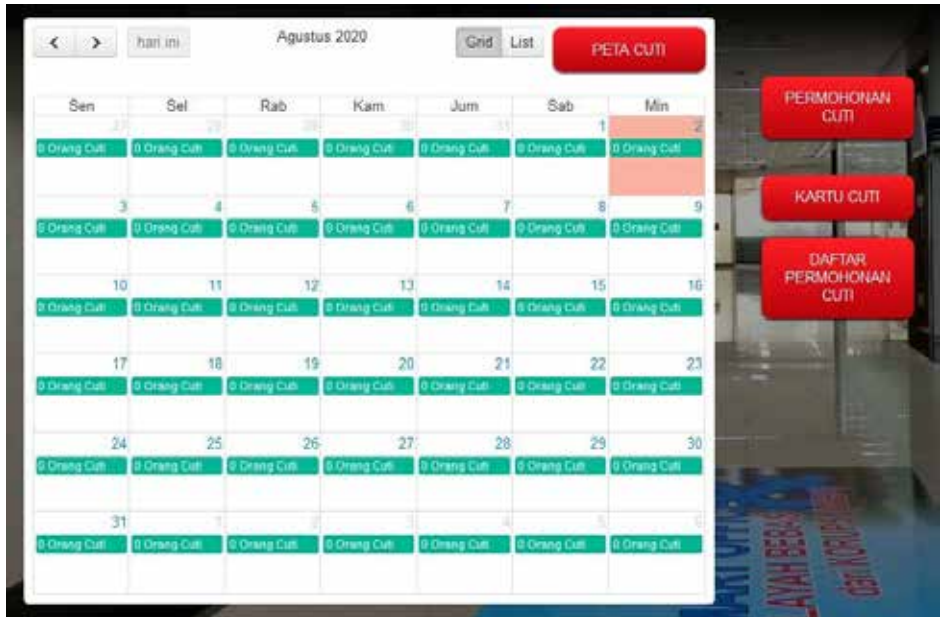 < > hari ini Agustus 2020 Grid List PETA CUTI
PERMOHONAN
CUTI
KARTU CUTI
DAFTAR
PERMOHONAN
CUTI
Sen Sel Rab Kam Jum Sab Min
27 28 29 30 31 1 2
0 Orang Cuti 0 Orang Cuti 0 Orang Cuti 0 Orang Cuti 0 Orang Cuti 0 Orang Cuti 0 Orang Cuti
3 4 5 6 7 8 9
0 Orang Cuti 0 Orang Cuti 0 Orang Cuti 0 Orang Cuti 0 Orang Cuti 0 Orang Cuti 0 Orang Cuti
10 11 12 13 14 15 16
0 Orang Cuti 0 Orang Cuti 0 Orang Cuti 0 Orang Cuti 0 Orang Cuti 0 Orang Cuti 0 Orang Cuti
17 18 19 20 21 22 23
0 Orang Cuti 0 Orang Cuti 0 Orang Cuti 0 Orang Cuti 0 Orang Cuti 0 Orang Cuti 0 Orang Cuti
24 25 26 27 28 29 30
0 Orang Cuti 0 Orang Cuti 0 Orang Cuti 0 Orang Cuti 0 Orang Cuti 0 Orang Cuti 0 Orang Cuti
31 1 2 3 4 5 6
0 Orang Cuti 0 Orang Cuti 0 Orang Cuti 0 Orang Cuti 0 Orang Cuti 0 Orang Cuti 0 Orang Cuti
LAYAH BEBAS
dari KORUPSI